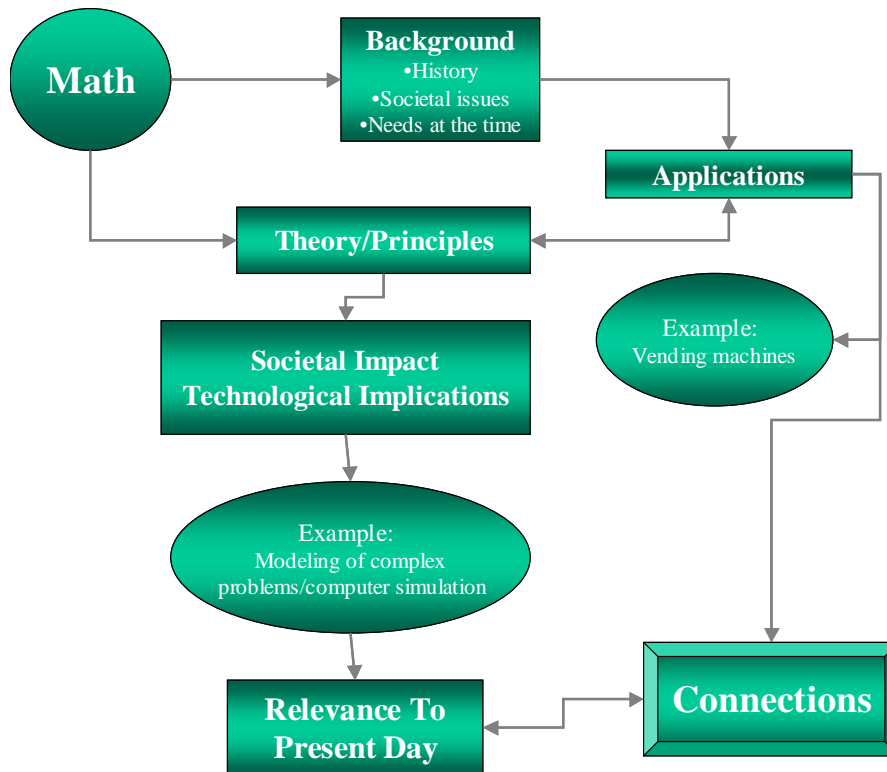 Math
Background
•History
•Societal issues
•Needs at the time
Applications
Theory/Principles
Example:
Vending machines
Societal Impact
Technological Implications
Example:
Modeling of complex
problems/computer simulation
Relevance To
Present Day
Connections